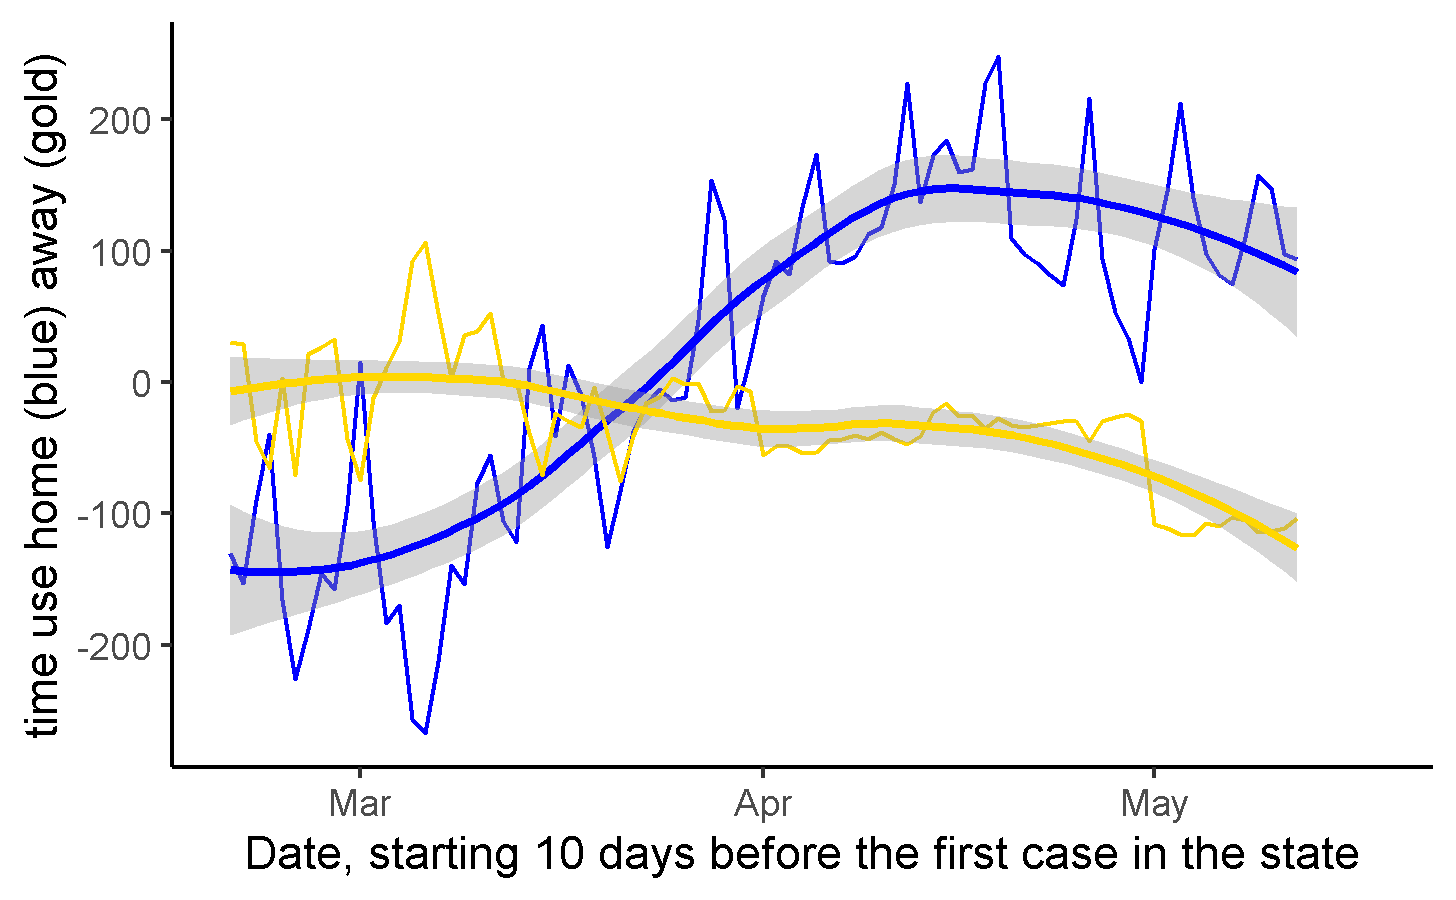 time use home (blue) away (gold)
200
100
0
-100
-200
Mar
Apr
May
Date, starting 10 days before the first case in the state